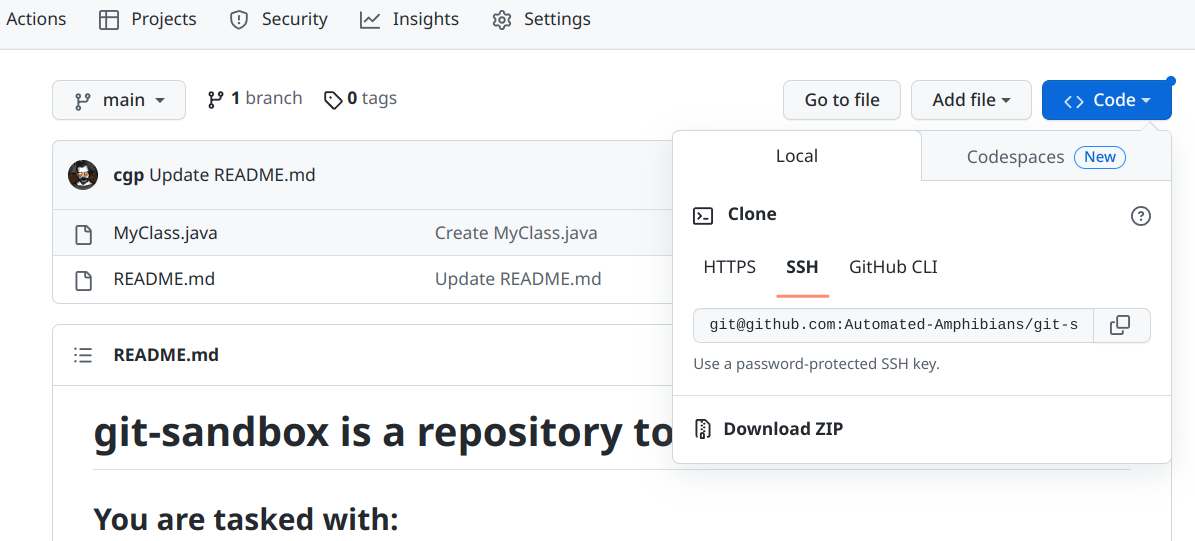 Actions Projects Security Insights Settings
main 1 branch 0 tags Go to file Add file Code
Local Codespaces New
cgp Update README.md
Clone
MyClass.java Create MyClass.java
HTTPS SSH GitHub CLI
README.md Update README.md
git@github.com:Automated-Amphibians/git-s
README.md
Use a password-protected SSH key.
git-sandbox is a repository to
Download ZIP
You are tasked with: